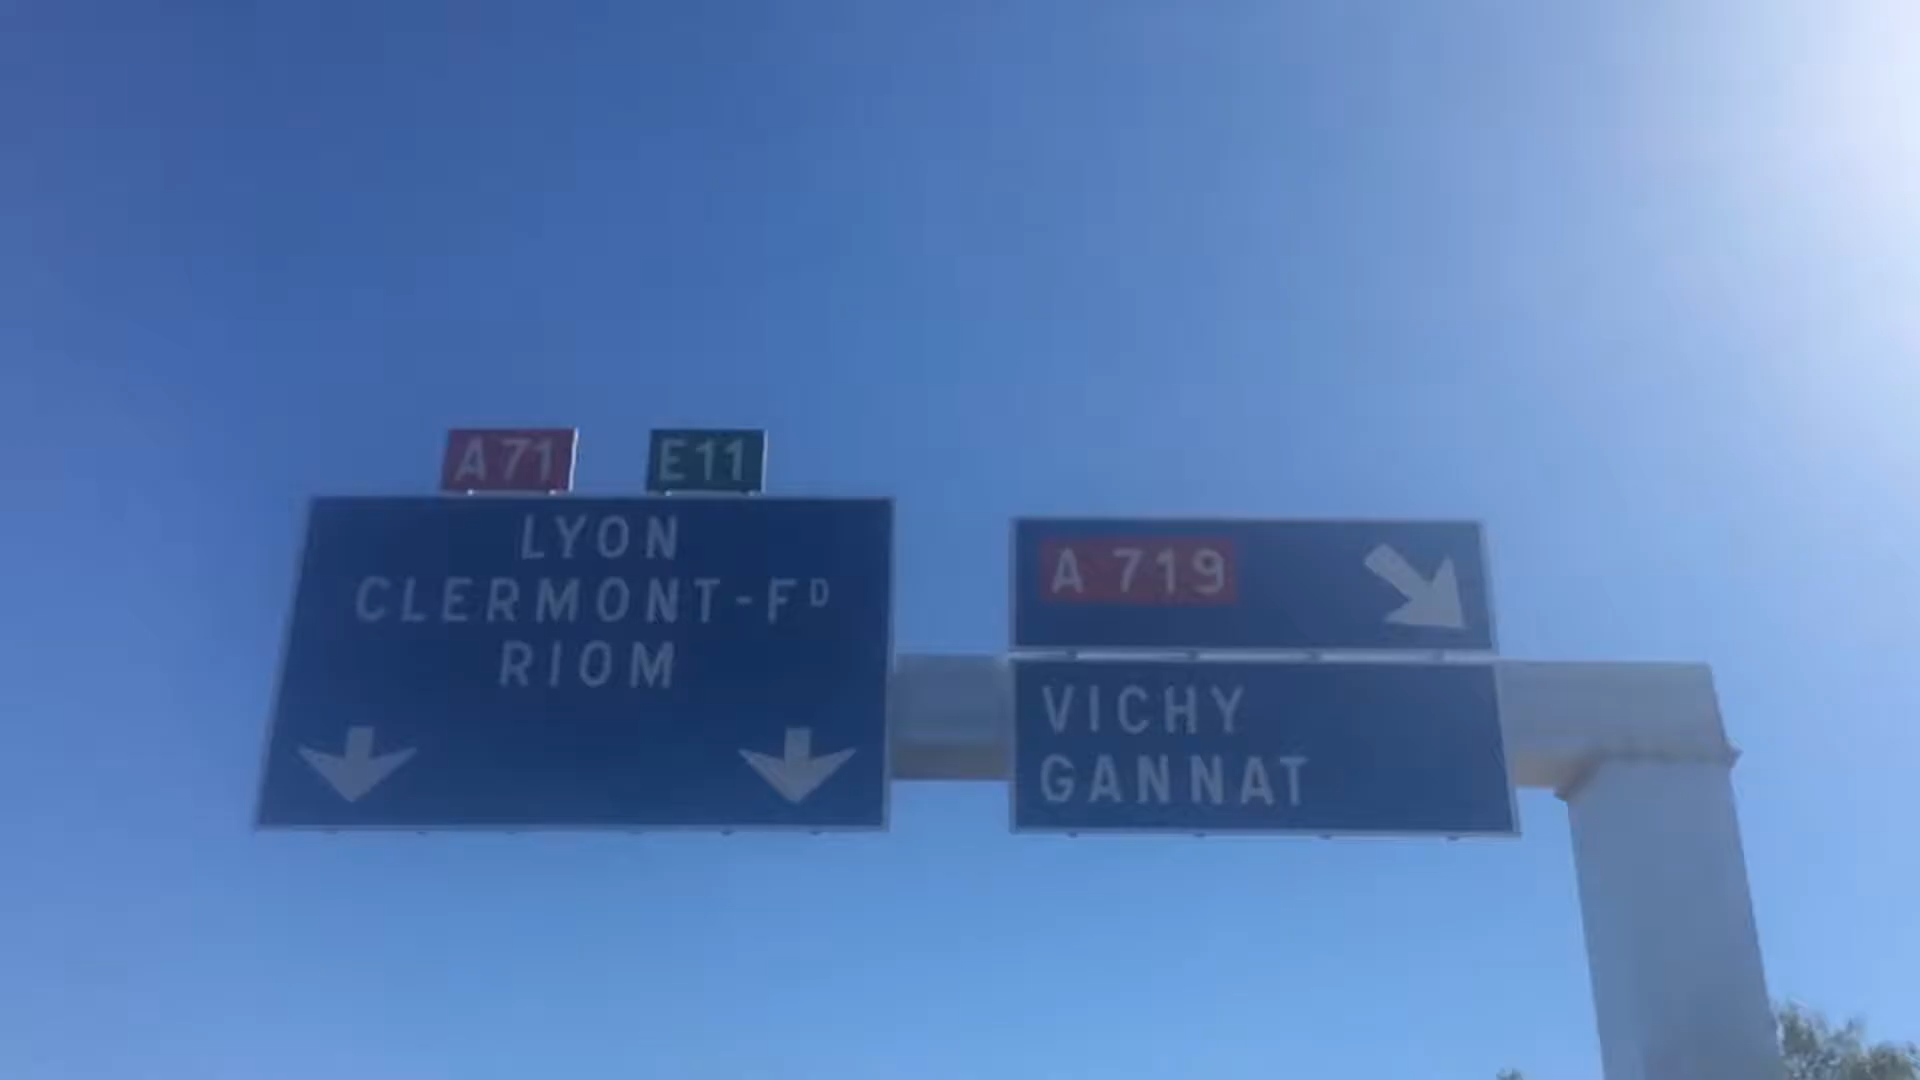 A71 E11
LYON
CLERMONT-FD
RIOM
A 719
VICHY
GANNAT